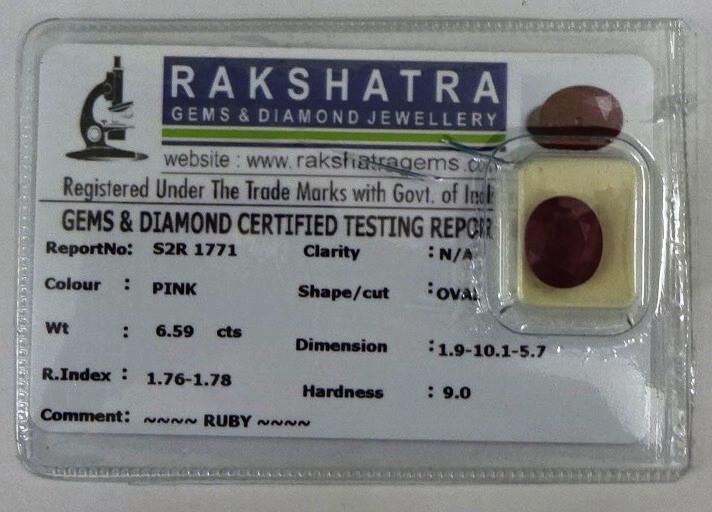 RAKSHATRA
GEMS & DIAMOND JEWELLERY
website : www.rakshatragems.co
Registered Under The Trade Marks with Govt. of
GEMS & DIAMOND CERTIFIED TESTING REPOR
ReportNo: S2R 1771 Clarity : N/A
Colour : PINK Shape/cut : OVAL
Wt : 6.59 cts Dimension : 1.9-10.1-5.7
R.Index : 1.76-1.78 Hardness : 9.0
Comment: ~~~~ RUBY ~~~~